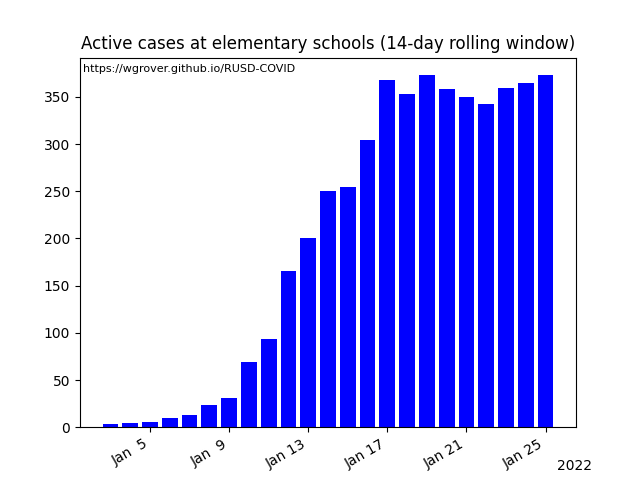 Active cases at elementary schools (14-day rolling window)
https://wgrover.github.io/RUSD-COVID
350
300
250
200
150
100
50
0
Jan 5
Jan 9
Jan 13
Jan 17
Jan 21
Jan 25
2022